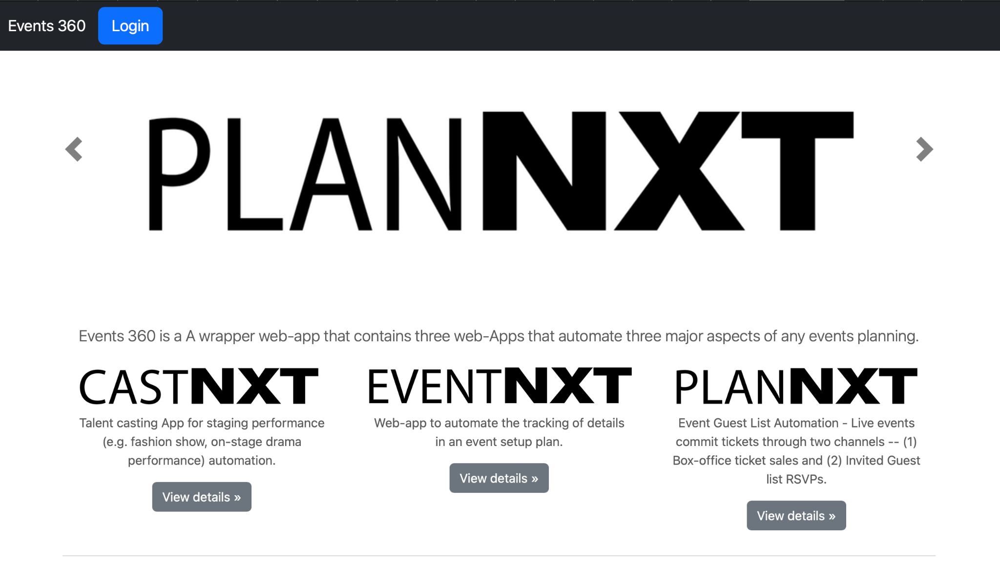 Events 360
Login
PLANNXT
Events 360 is a A wrapper web-app that contains three web-Apps that automate three major aspects of any events planning.
CASTNXT
Talent casting App for staging performance
(e.g. fashion show, on-stage drama
performance) automation.
View details »
EVENTNXT
Web-app to automate the tracking of details
in an event setup plan.
View details »
PLANNXT
Event Guest List Automation - Live events
commit tickets through two channels -- (1)
Box-office ticket sales and (2) Invited Guest
list RSVPs.
View details »